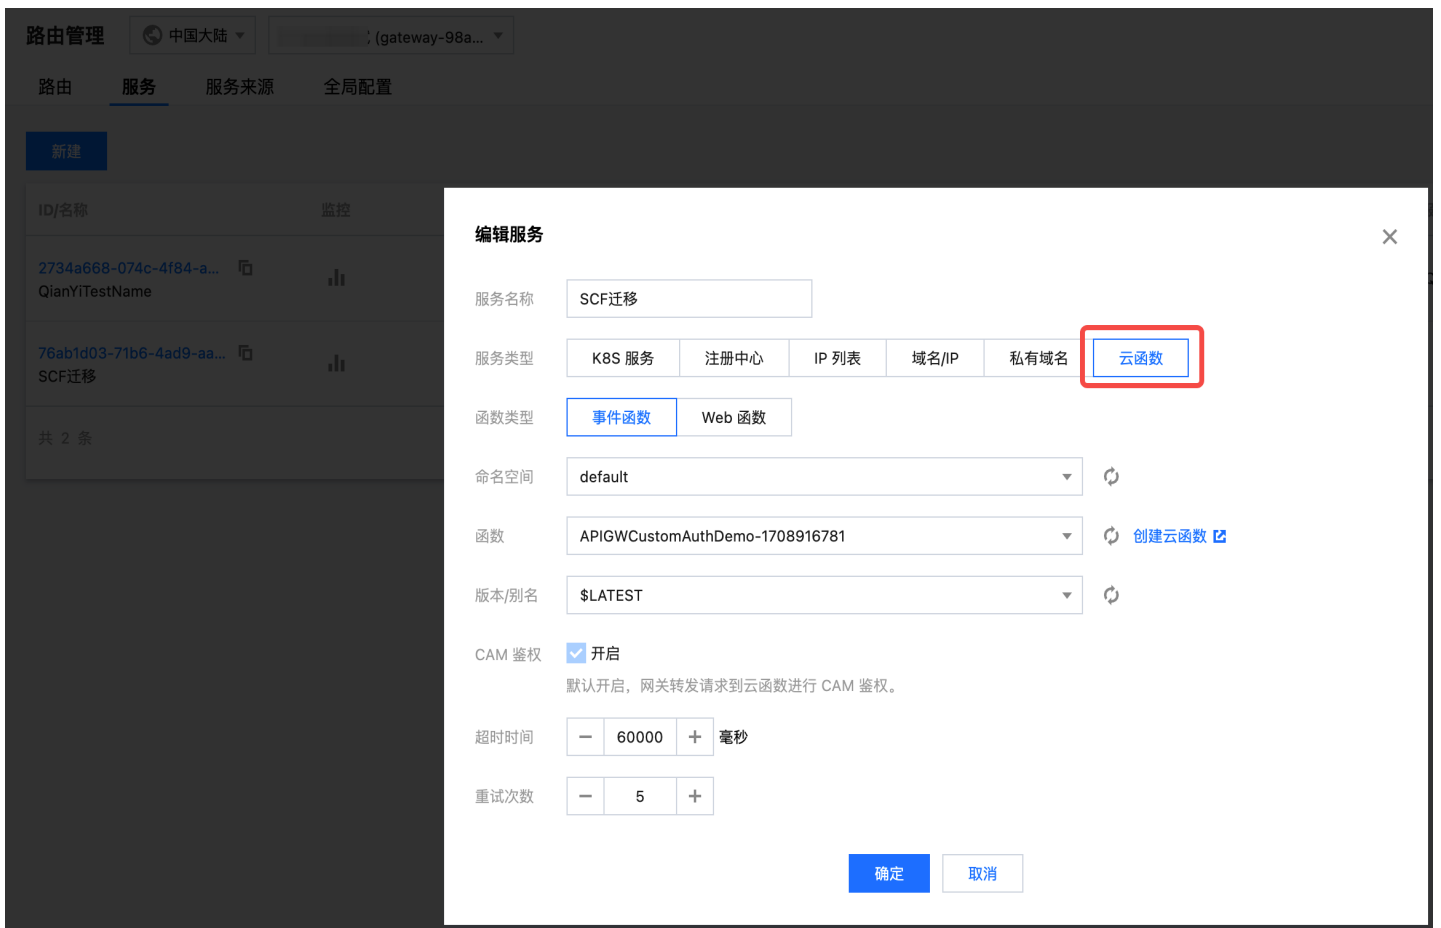 路由管理 中国大陆 (gateway-98a...
路由 服务 服务来源 全局配置
新建
ID/名称 监控
2734a668-074c-4f84-a...
QianYiTestName
76ab1d03-71b6-4ad9-aa...
SCF迁移
共 2 条
编辑服务
服务名称 SCF迁移
服务类型 K8S 服务 注册中心 IP 列表 域名/IP 私有域名 云函数
函数类型 事件函数 Web 函数
命名空间 default
函数 APIGWCustomAuthDemo-1708916781 创建云函数
版本/别名 $LATEST
CAM 鉴权 开启
默认开启，网关转发请求到云函数进行 CAM 鉴权。
超时时间 60000 毫秒
重试次数 5
确定 取消